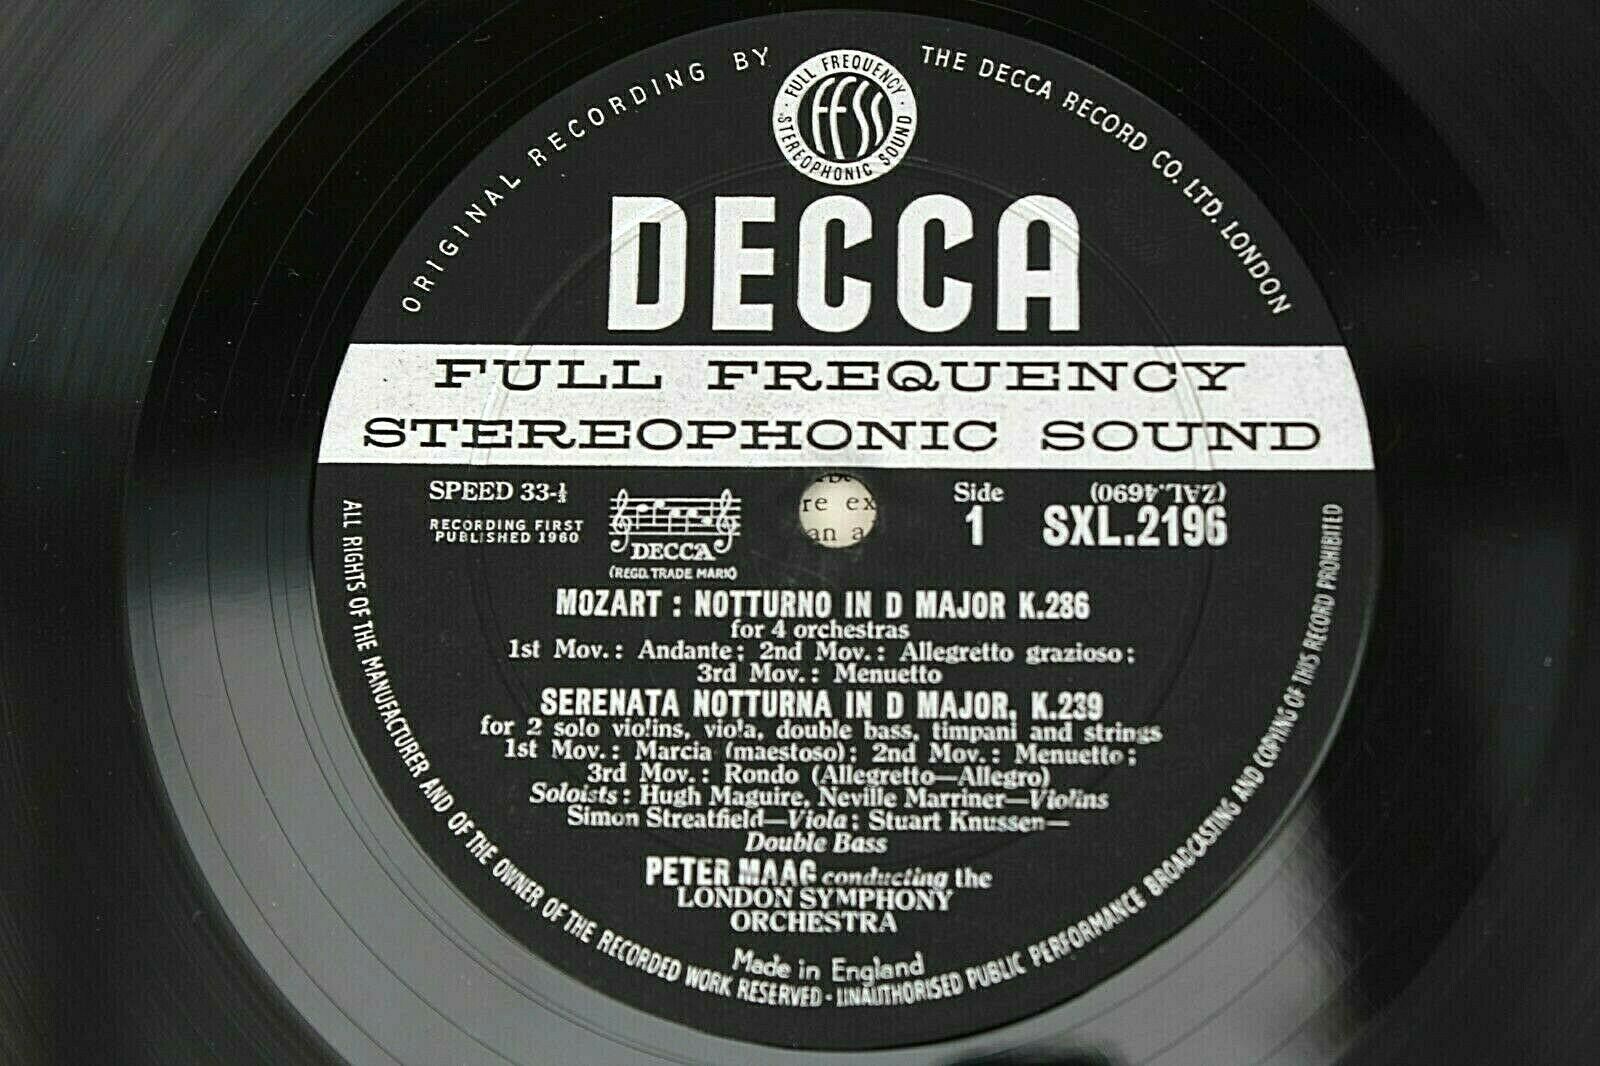 ORIGINAL RECORDING BY THE DECCA RECORD CO. LTD. LONDON
· FULL FREQUENCY · STEREOPHONIC SOUND
FFSS
DECCA
FULL FREQUENCY
STEREOPHONIC SOUND
SPEED 33-⅓
RECORDING FIRST
PUBLISHED 1960
DECCA
(REGD. TRADE MARK)
re ex
an a
Side
1
(ZAL.4690)
SXL.2196
MOZART : NOTTURNO IN D MAJOR K.286
for 4 orchestras
1st Mov.: Andante; 2nd Mov.: Allegretto grazioso;
3rd Mov.: Menuetto
SERENATA NOTTURNA IN D MAJOR, K.239
for 2 solo violins, viola, double bass, timpani and strings
1st Mov.: Marcia (maestoso); 2nd Mov.: Menuetto;
3rd Mov.: Rondo (Allegretto—Allegro)
Soloists: Hugh Maguire, Neville Marriner—Violins
Simon Streatfield—Viola; Stuart Knussen—
Double Bass
PETER MAAG conducting the
LONDON SYMPHONY
ORCHESTRA
Made in England
ALL RIGHTS OF THE MANUFACTURER AND OF THE OWNER OF THE RECORDED WORK RESERVED · UNAUTHORISED PUBLIC PERFORMANCE BROADCASTING AND COPYING OF THIS RECORD PROHIBITED